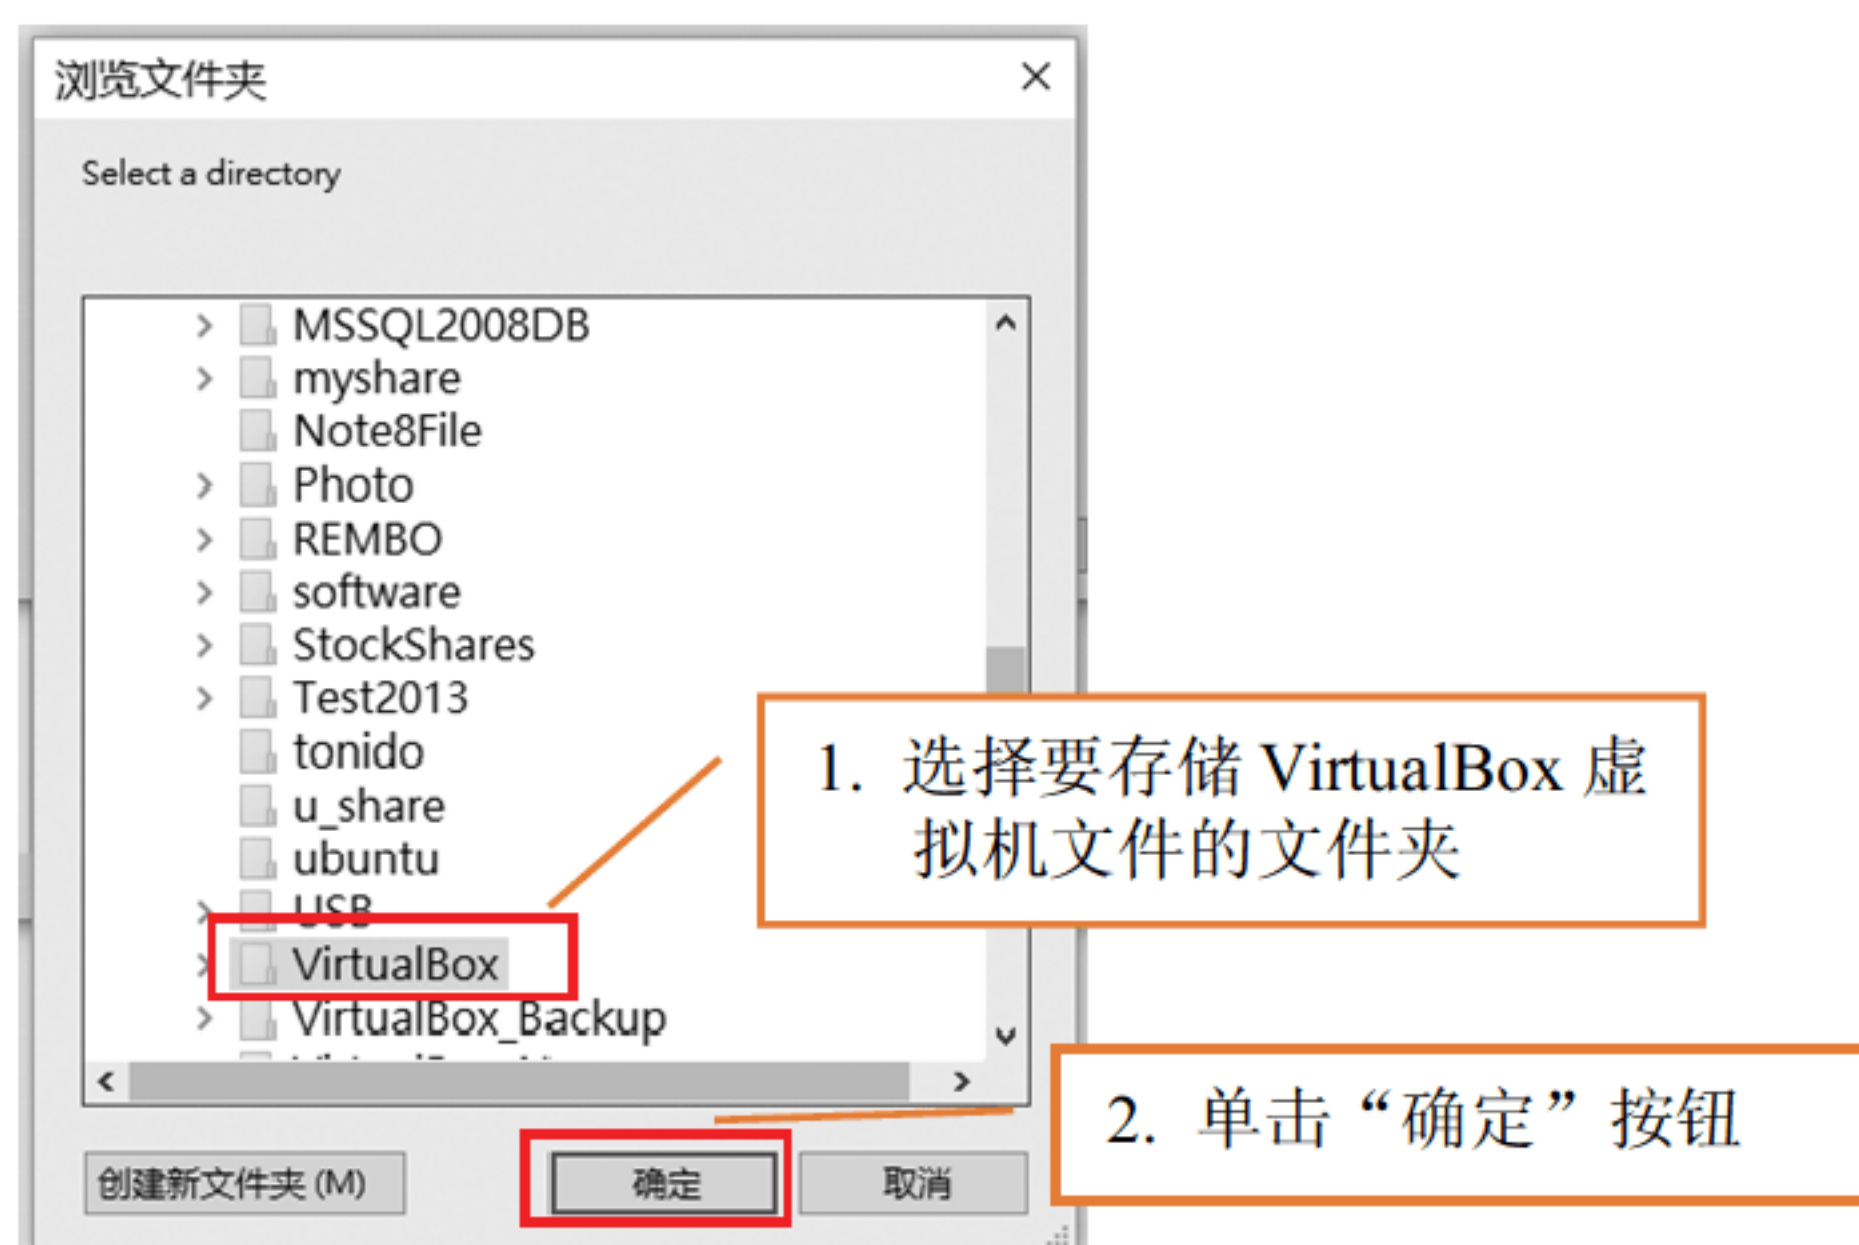 浏览文件夹
Select a directory
MSSQL2008DB
myshare
Note8File
Photo
REMBO
software
StockShares
Test2013
tonido
u_share
ubuntu
USB
VirtualBox
VirtualBox_Backup
1. 选择要存储 VirtualBox 虚
拟机文件的文件夹
2. 单击“确定”按钮
创建新文件夹 (M)
确定
取消